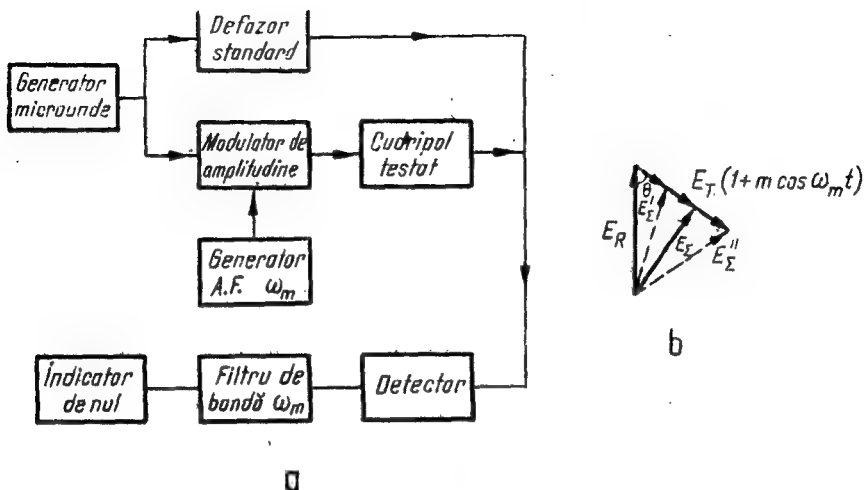 Defazor
standard
Generator
microunde
Modulator de
amplitudine
Cudripol
testat
Generator
A.F. ω_m
Indicator
de nul
Filtru de
bandă ω_m
Detector
a
θ
E_T (1 + m cos ω_m t)
E'_Σ
E_R
E_Σ
E''_Σ
b